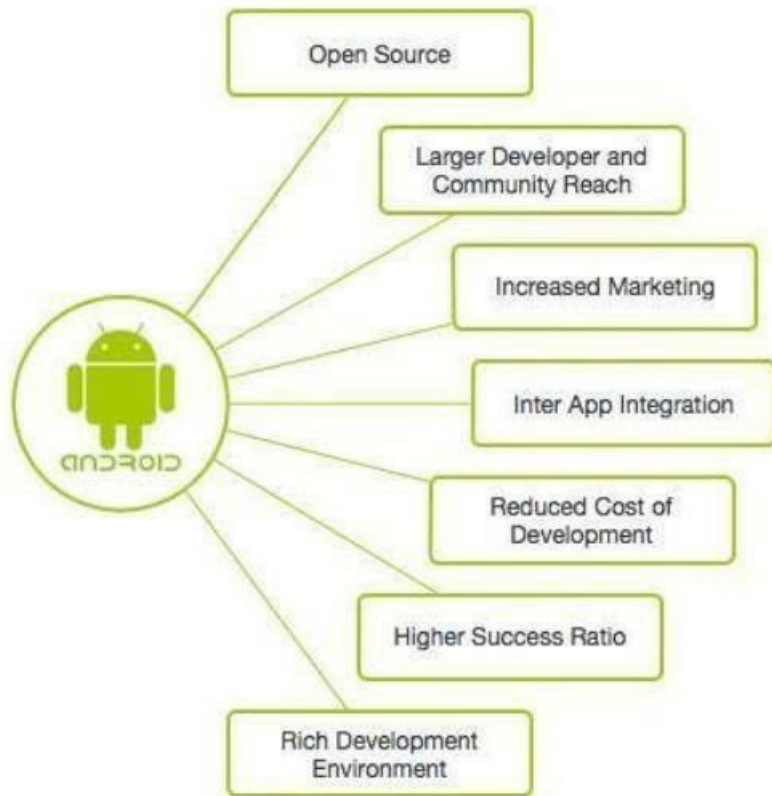 Open Source
Larger Developer and
Community Reach
Increased Marketing
ANDROID
Inter App Integration
Reduced Cost of
Development
Higher Success Ratio
Rich Development
Environment